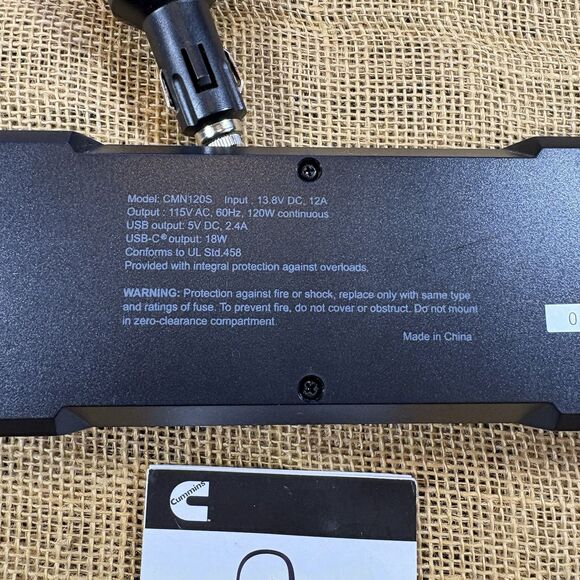 Model: CMN120S Input : 13.8V DC, 12A
Output : 115V AC, 60Hz, 120W continuous
USB output: 5V DC, 2.4A
USB-C® output: 18W
Conforms to UL Std,458
Provided with integral protection against overloads.
WARNING: Protection against fire or shock, replace only with same type
and ratings of fuse. To prevent fire, do not cover or obstruct. Do not mount
in zero-clearance compartment.
Made in China
0
Cummins